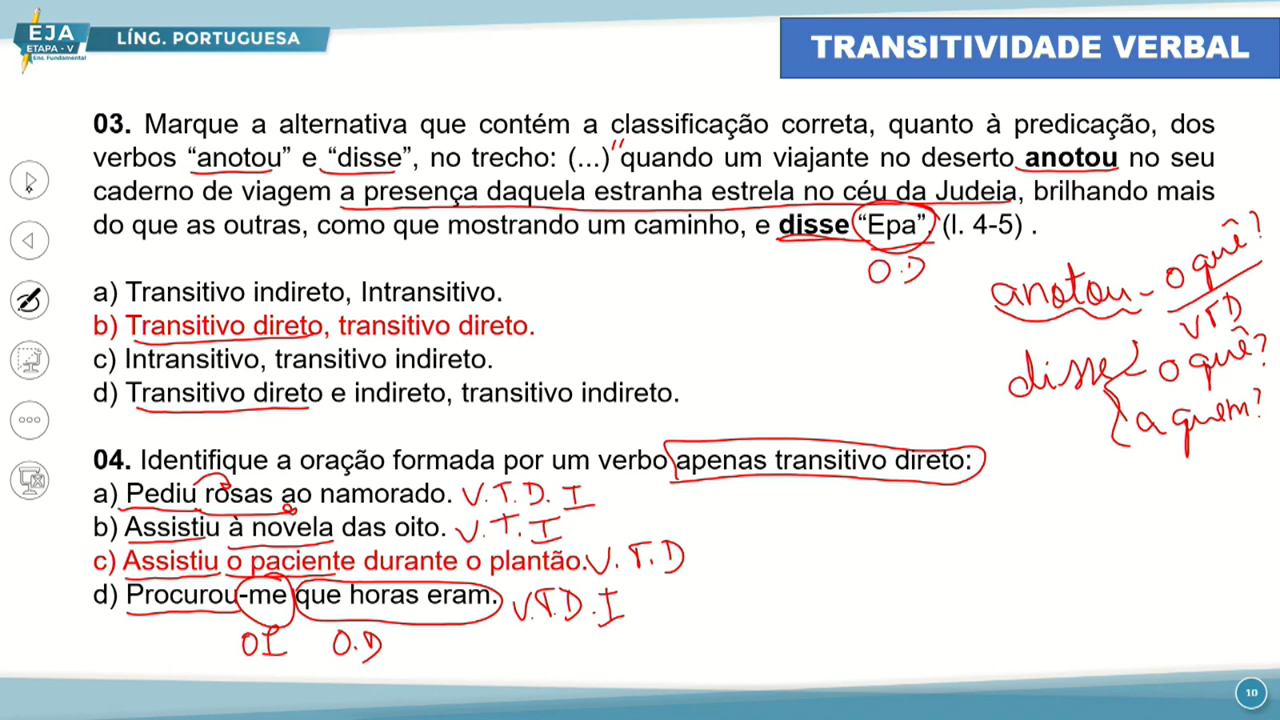 EJA
ETAPA - V
Ens. Fundamental
LÍNG. PORTUGUESA
TRANSITIVIDADE VERBAL
03. Marque a alternativa que contém a classificação correta, quanto à predicação, dos
verbos “anotou” e “disse”, no trecho: (...) "quando um viajante no deserto anotou no seu
caderno de viagem a presença daquela estranha estrela no céu da Judeia, brilhando mais
do que as outras, como que mostrando um caminho, e disse “Epa”. (l. 4-5) .
O.D
a) Transitivo indireto, Intransitivo.
b) Transitivo direto, transitivo direto.
c) Intransitivo, transitivo indireto.
d) Transitivo direto e indireto, transitivo indireto.
anotou - o quê?
VTD
disse o quê?
a quem?
04. Identifique a oração formada por um verbo apenas transitivo direto:
a) Pediu rosas ao namorado. V.T.D.I
b) Assistiu à novela das oito. V.T.I
c) Assistiu o paciente durante o plantão. V.T.D
d) Procurou-me que horas eram. V.T.D.I
OI O.D
10